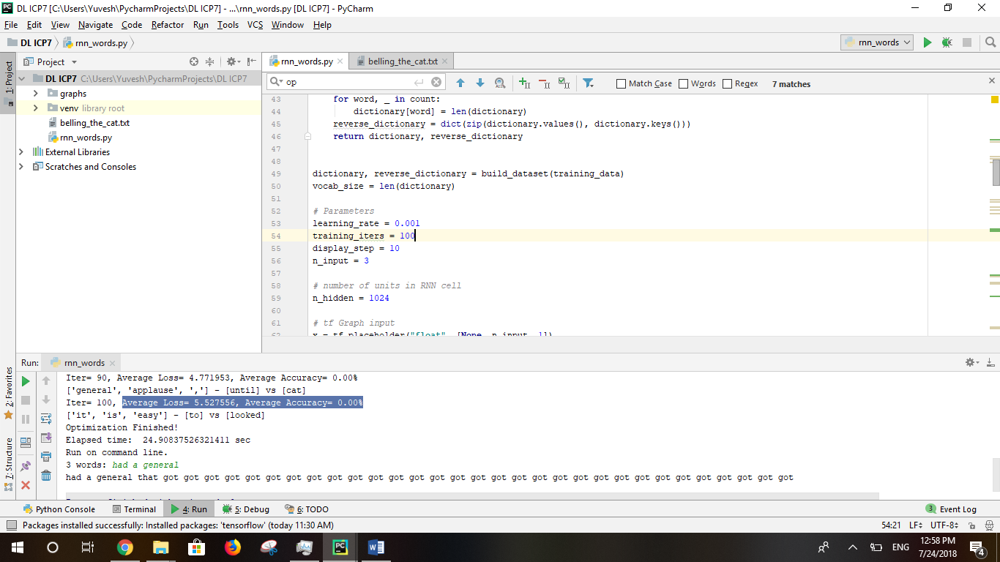 DL ICP7 [C:\Users\Yuvesh\PycharmProjects\DL ICP7] - ...\rnn_words.py [DL ICP7] - PyCharm
File Edit View Navigate Code Refactor Run Tools VCS Window Help
DL ICP7 rnn_words.py rnn_words
1: Project
Project
rnn_words.py belling_the_cat.txt
DL ICP7 C:\Users\Yuvesh\PycharmProjects\DL ICP7
graphs
venv library root
belling_the_cat.txt
rnn_words.py
External Libraries
Scratches and Consoles
op Match Case Words Regex 7 matches
43 for word, _ in count:
44 dictionary[word] = len(dictionary)
45 reverse_dictionary = dict(zip(dictionary.values(), dictionary.keys()))
46 return dictionary, reverse_dictionary
47
48
49 dictionary, reverse_dictionary = build_dataset(training_data)
50 vocab_size = len(dictionary)
51
52 # Parameters
53 learning_rate = 0.001
54 training_iters = 100
55 display_step = 10
56 n_input = 3
57
58 # number of units in RNN cell
59 n_hidden = 1024
60
61 # tf Graph input
62 x = tf.placeholder("float", [None, n_input, 1])
Run: rnn_words
Iter= 90, Average Loss= 4.771953, Average Accuracy= 0.00%
['general', 'applause', ','] - [until] vs [cat]
Iter= 100, Average Loss= 5.527556, Average Accuracy= 0.00%
['it', 'is', 'easy'] - [to] vs [looked]
Optimization Finished!
Elapsed time:  24.90837526321411 sec
Run on command line.
3 words: had a general
had a general that got got got got got got got got got got got got got got got got got got got got got got got got got got got got got got got
2: Favorites
7: Structure
Python Console Terminal 4: Run 5: Debug 6: TODO 3 Event Log
Packages installed successfully: Installed packages: 'tensorflow' (today 11:30 AM) 54:21 LF UTF-8
ENG 12:58 PM
7/24/2018 4